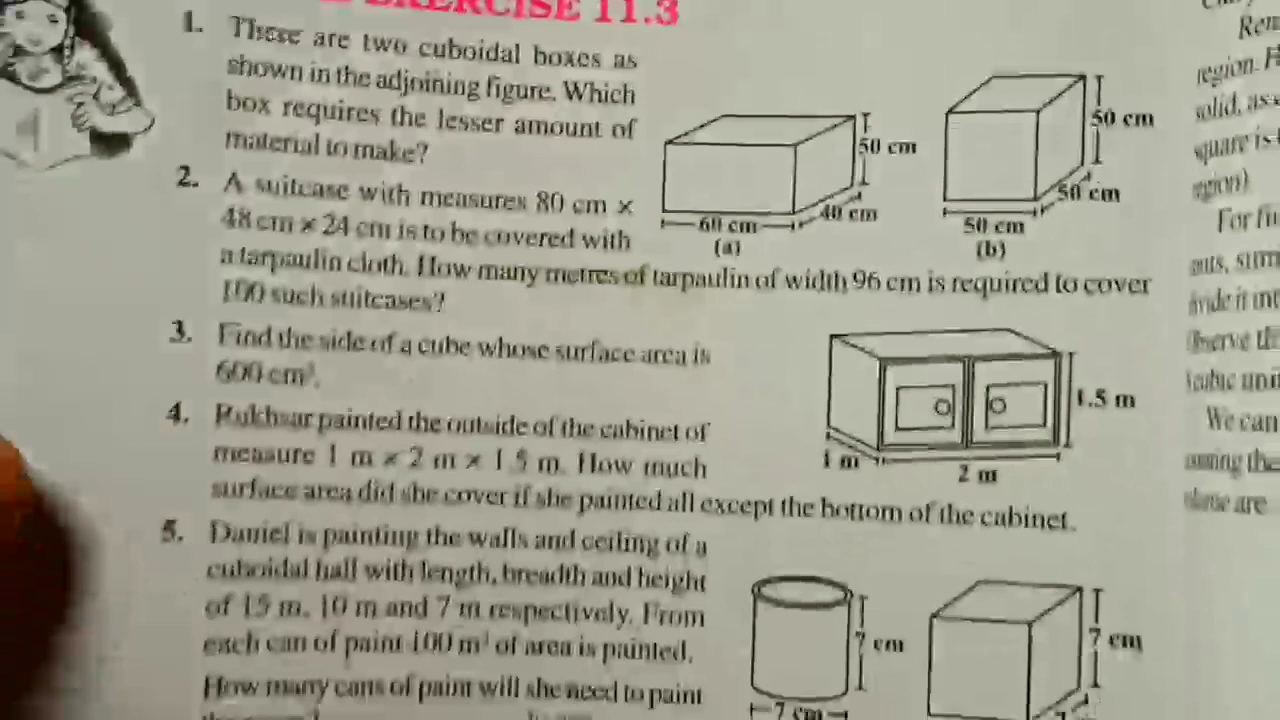 EXERCISE 11.3
1. There are two cuboidal boxes as
shown in the adjoining figure. Which
box requires the lesser amount of
material to make?
50 cm
60 cm
40 cm
(a)
50 cm
50 cm
50 cm
(b)
2. A suitcase with measures 80 cm ×
48 cm × 24 cm is to be covered with
a tarpaulin cloth. How many metres of tarpaulin of width 96 cm is required to cover
100 such suitcases?
3. Find the side of a cube whose surface area is
600 cm².
4. Rukhsar painted the outside of the cabinet of
measure 1 m × 2 m × 1.5 m. How much
surface area did she cover if she painted all except the bottom of the cabinet.
1.5 m
1 m
2 m
5. Daniel is painting the walls and ceiling of a
cuboidal hall with length, breadth and height
of 15 m, 10 m and 7 m respectively. From
each can of paint 100 m² of area is painted.
How many cans of paint will she need to paint
7 cm
7 cm
7 cm
region.
solid, as
square is
For
We can
are